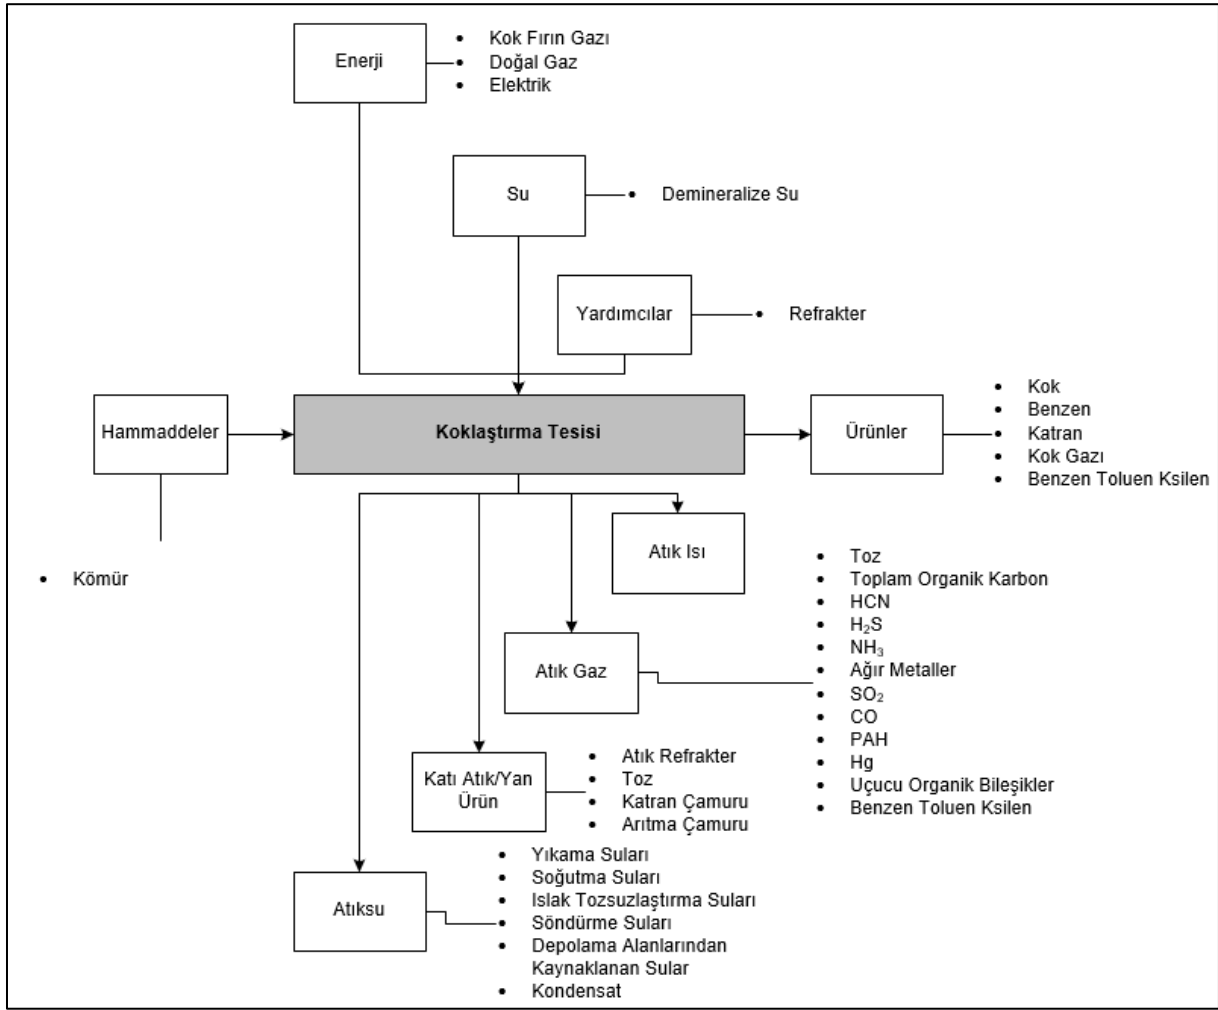 Enerji
• Kok Fırın Gazı
• Doğal Gaz
• Elektrik
Su
• Demineralize Su
Yardımcılar
• Refrakter
Hammaddeler
• Kömür
Koklaştırma Tesisi
Ürünler
• Kok
• Benzen
• Katran
• Kok Gazı
• Benzen Toluen Ksilen
Atık Isı
Atık Gaz
• Toz
• Toplam Organik Karbon
• HCN
• H₂S
• NH₃
• Ağır Metaller
• SO₂
• CO
• PAH
• Hg
• Uçucu Organik Bileşikler
• Benzen Toluen Ksilen
Katı Atık/Yan
Ürün
• Atık Refrakter
• Toz
• Katran Çamuru
• Arıtma Çamuru
Atıksu
• Yıkama Suları
• Soğutma Suları
• Islak Tozsuzlaştırma Suları
• Söndürme Suları
• Depolama Alanlarından
Kaynaklanan Sular
• Kondensat